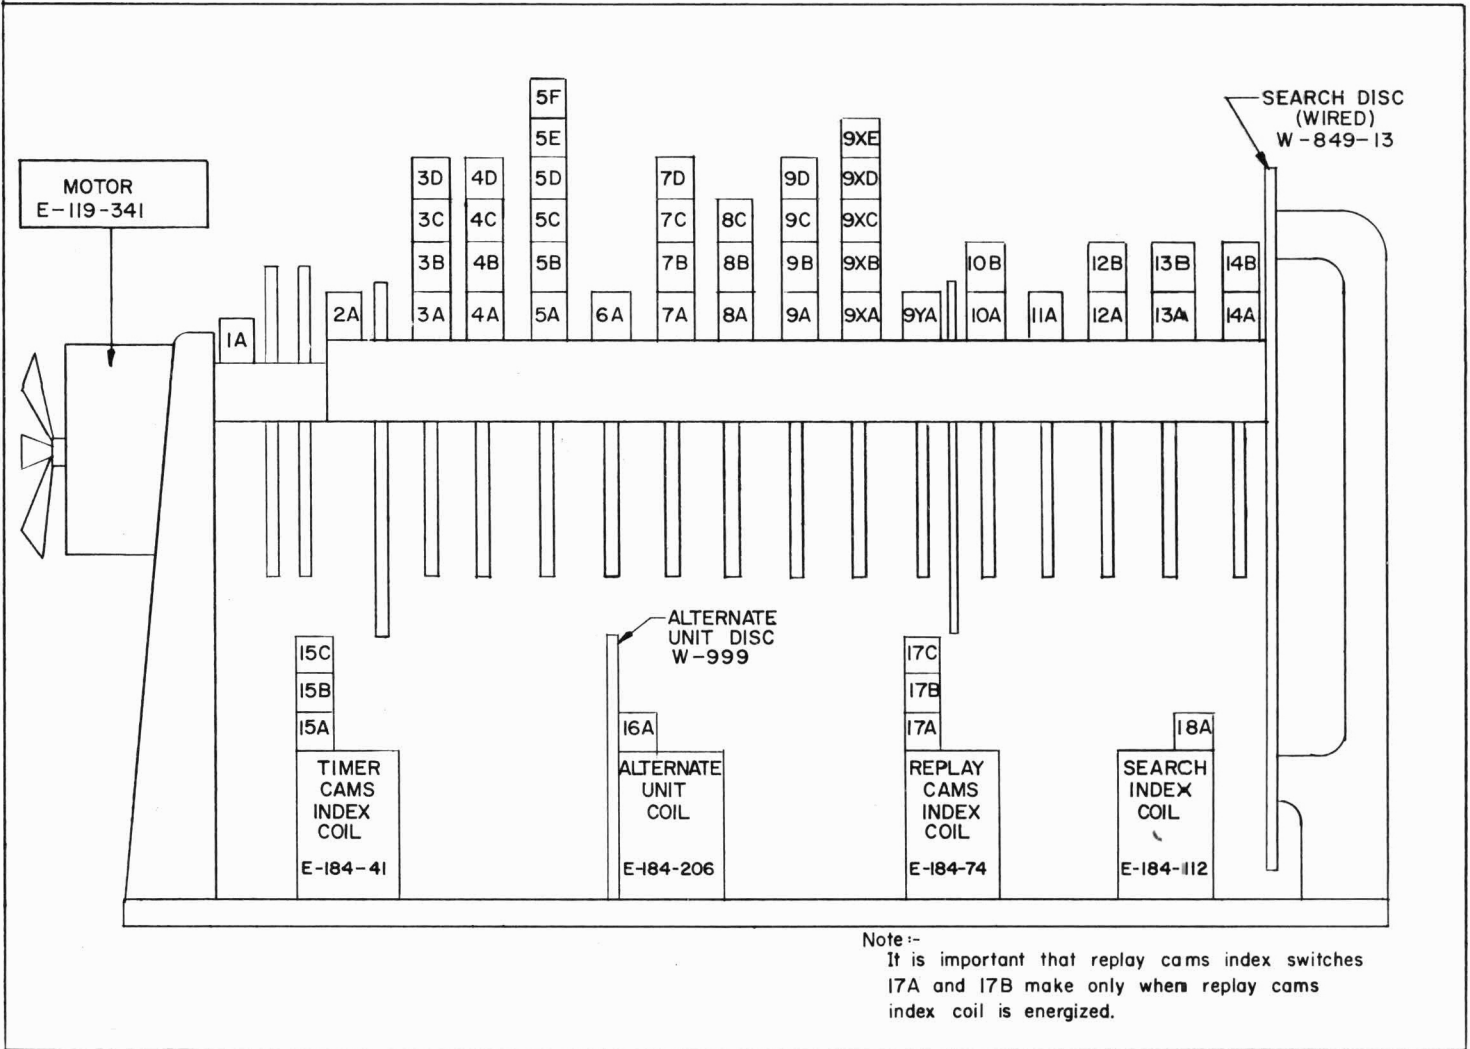 SEARCH DISC
(WIRED)
W-849-13
MOTOR
E-119-341
5F
5E
9XE
3D 4D 5D 7D 9D 9XD
3C 4C 5C 7C 8C 9C 9XC
3B 4B 5B 7B 8B 9B 9XB 10B 12B 13B 14B
1A 2A 3A 4A 5A 6A 7A 8A 9A 9XA 9YA 10A 11A 12A 13A 14A
ALTERNATE
UNIT DISC
W-999
15C
15B
15A
16A
17C
17B
17A
18A
TIMER
CAMS
INDEX
COIL
E-184-41
ALTERNATE
UNIT
COIL
E-184-206
REPLAY
CAMS
INDEX
COIL
E-184-74
SEARCH
INDEX
COIL
E-184-112
Note:-
It is important that replay cams index switches
17A and 17B make only when replay cams
index coil is energized.